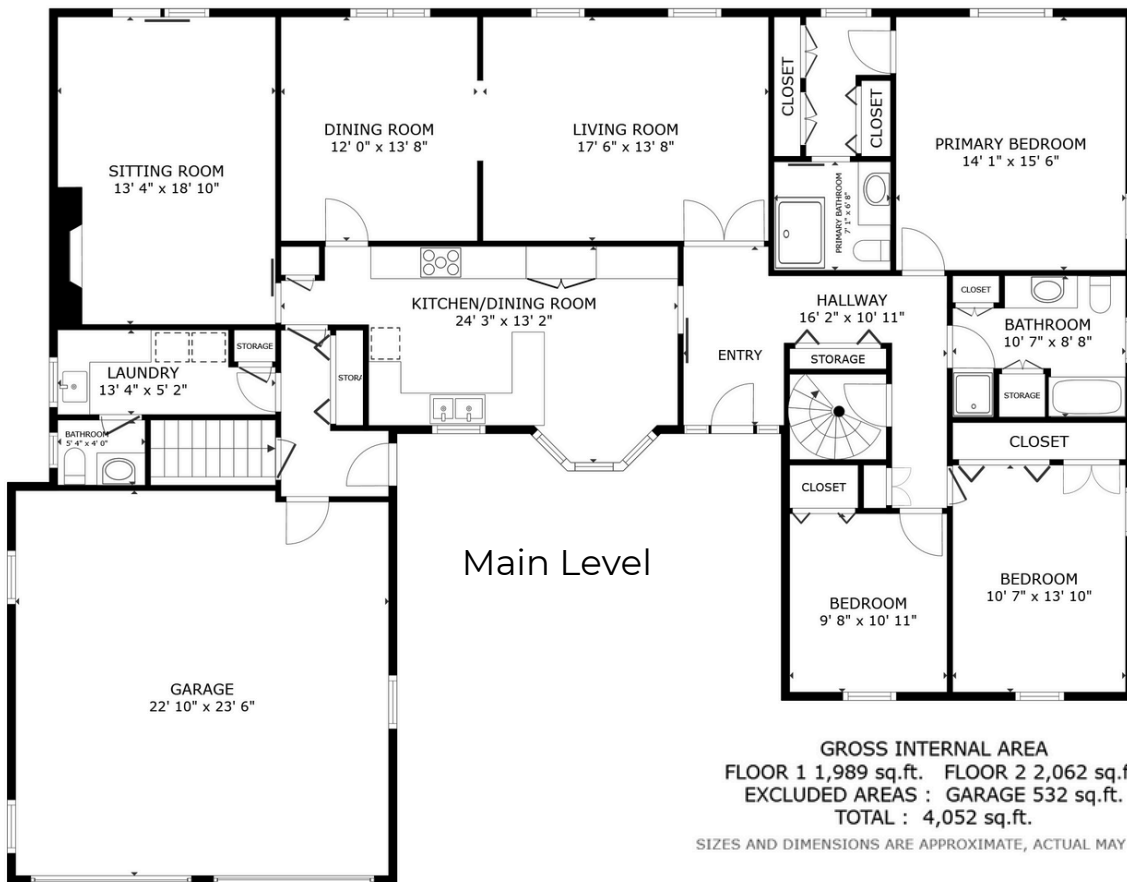 SITTING ROOM
13' 4" x 18' 10"
DINING ROOM
12' 0" x 13' 8"
LIVING ROOM
17' 6" x 13' 8"
CLOSET
CLOSET
PRIMARY BEDROOM
14' 1" x 15' 6"
PRIMARY BATHROOM
7' 1" x 6' 8"
KITCHEN/DINING ROOM
24' 3" x 13' 2"
HALLWAY
16' 2" x 10' 11"
CLOSET
BATHROOM
10' 7" x 8' 8"
STORAGE
LAUNDRY
13' 4" x 5' 2"
STORA
ENTRY
STORAGE
STORAGE
BATHROOM
5' 4" x 4' 0"
CLOSET
CLOSET
Main Level
BEDROOM
9' 8" x 10' 11"
BEDROOM
10' 7" x 13' 10"
GARAGE
22' 10" x 23' 6"
GROSS INTERNAL AREA
FLOOR 1 1,989 sq.ft. FLOOR 2 2,062 sq.f
EXCLUDED AREAS : GARAGE 532 sq.ft.
TOTAL : 4,052 sq.ft.
SIZES AND DIMENSIONS ARE APPROXIMATE, ACTUAL MAY